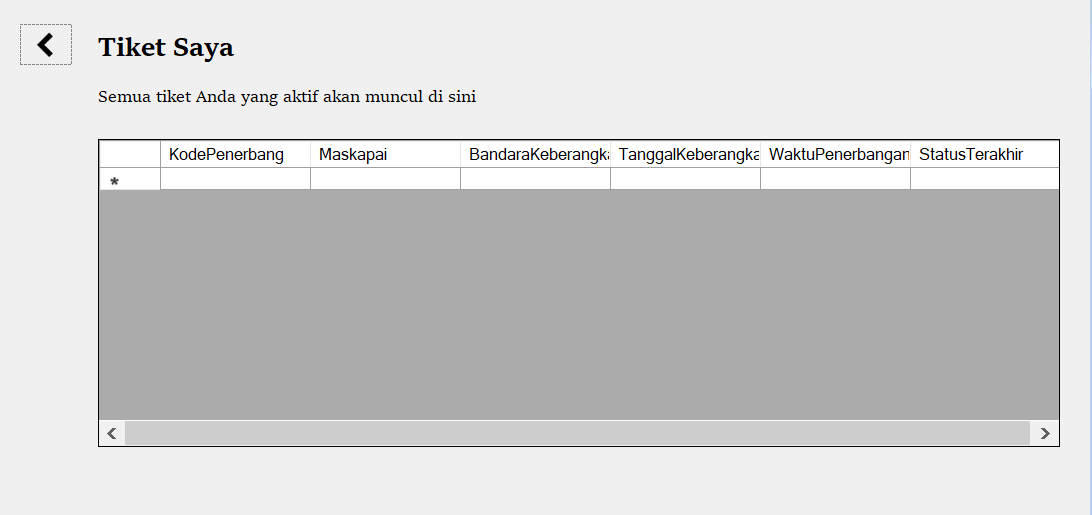 Tiket Saya
Semua tiket Anda yang aktif akan muncul di sini
KodePenerbang Maskapai BandaraKeberangka TanggalKeberangka WaktuPenerbangan StatusTerakhir
*